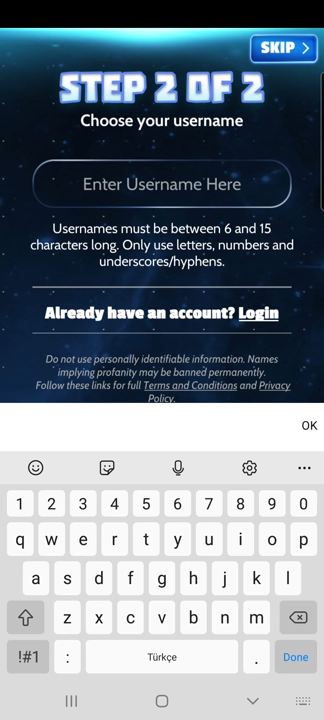 SKIP
STEP 2 OF 2
Choose your username
Enter Username Here
Usernames must be between 6 and 15
characters long. Only use letters, numbers and
underscores/hyphens.
Already have an account? Login
Do not use personally identifiable information. Names
implying profanity may be banned permanently.
Follow these links for full Terms and Conditions and Privacy
Policy.
OK
1 2 3 4 5 6 7 8 9 0
q w e r t y u i o p
a s d f g h j k l
z x c v b n m
!#1 : Türkçe . Done